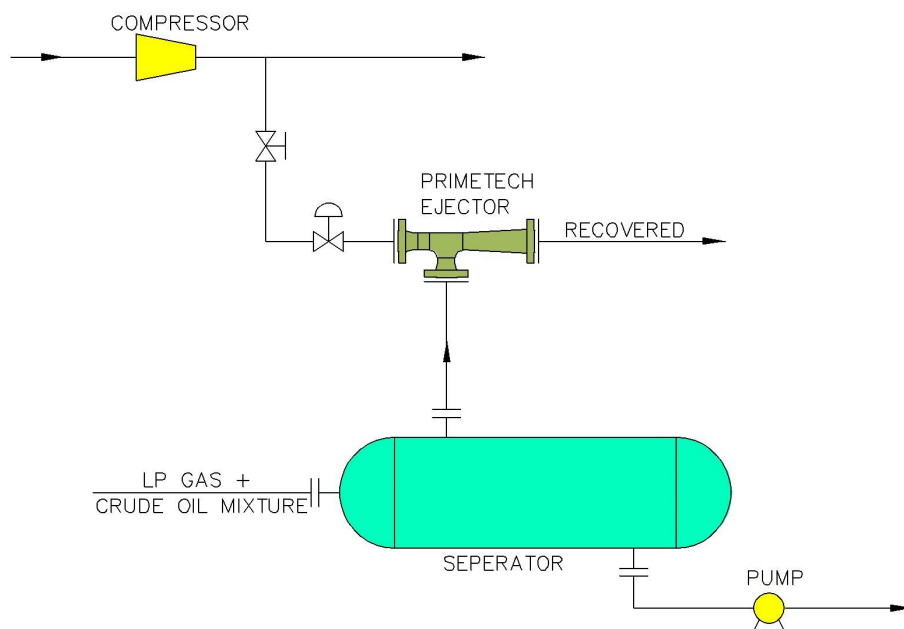 COMPRESSOR
PRIMETECH
EJECTOR
RECOVERED
LP GAS +
CRUDE OIL MIXTURE
SEPERATOR
PUMP